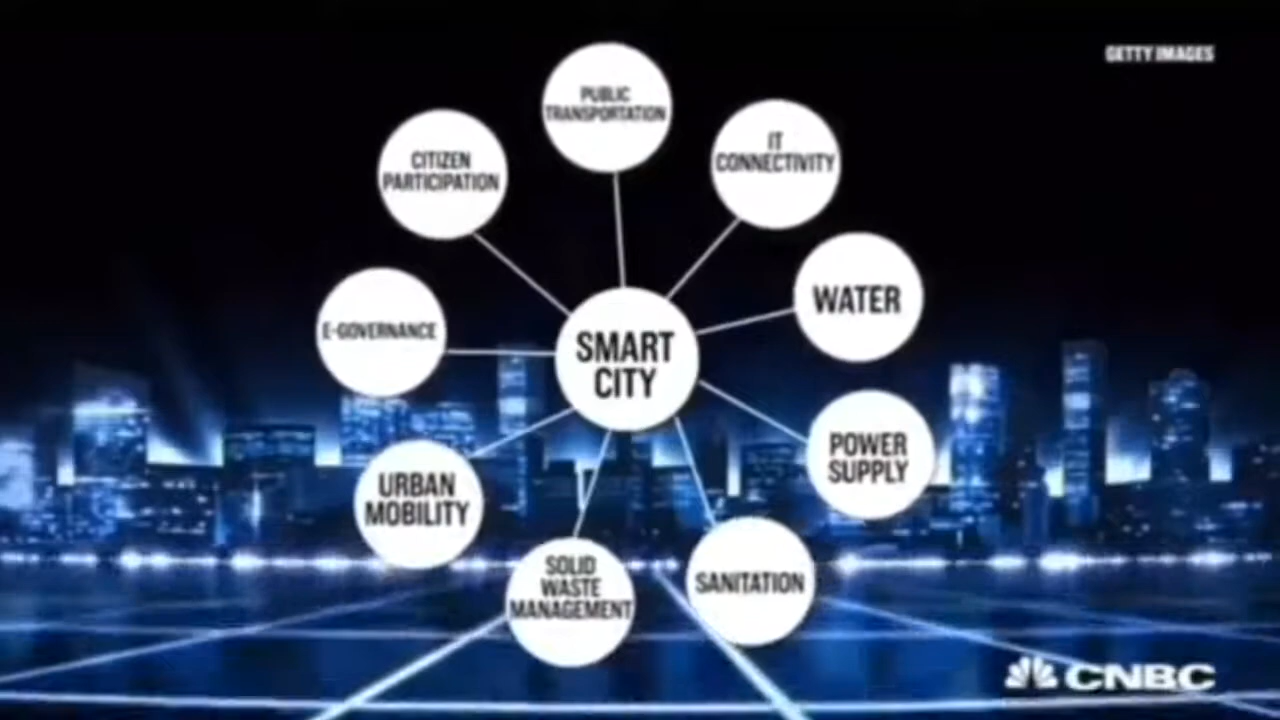 GETTY IMAGES
PUBLIC
TRANSPORTATION
IT
CONNECTIVITY
CITIZEN
PARTICIPATION
WATER
E-GOVERNANCE
SMART
CITY
POWER
SUPPLY
URBAN
MOBILITY
SOLID
WASTE
MANAGEMENT
SANITATION
CNBC